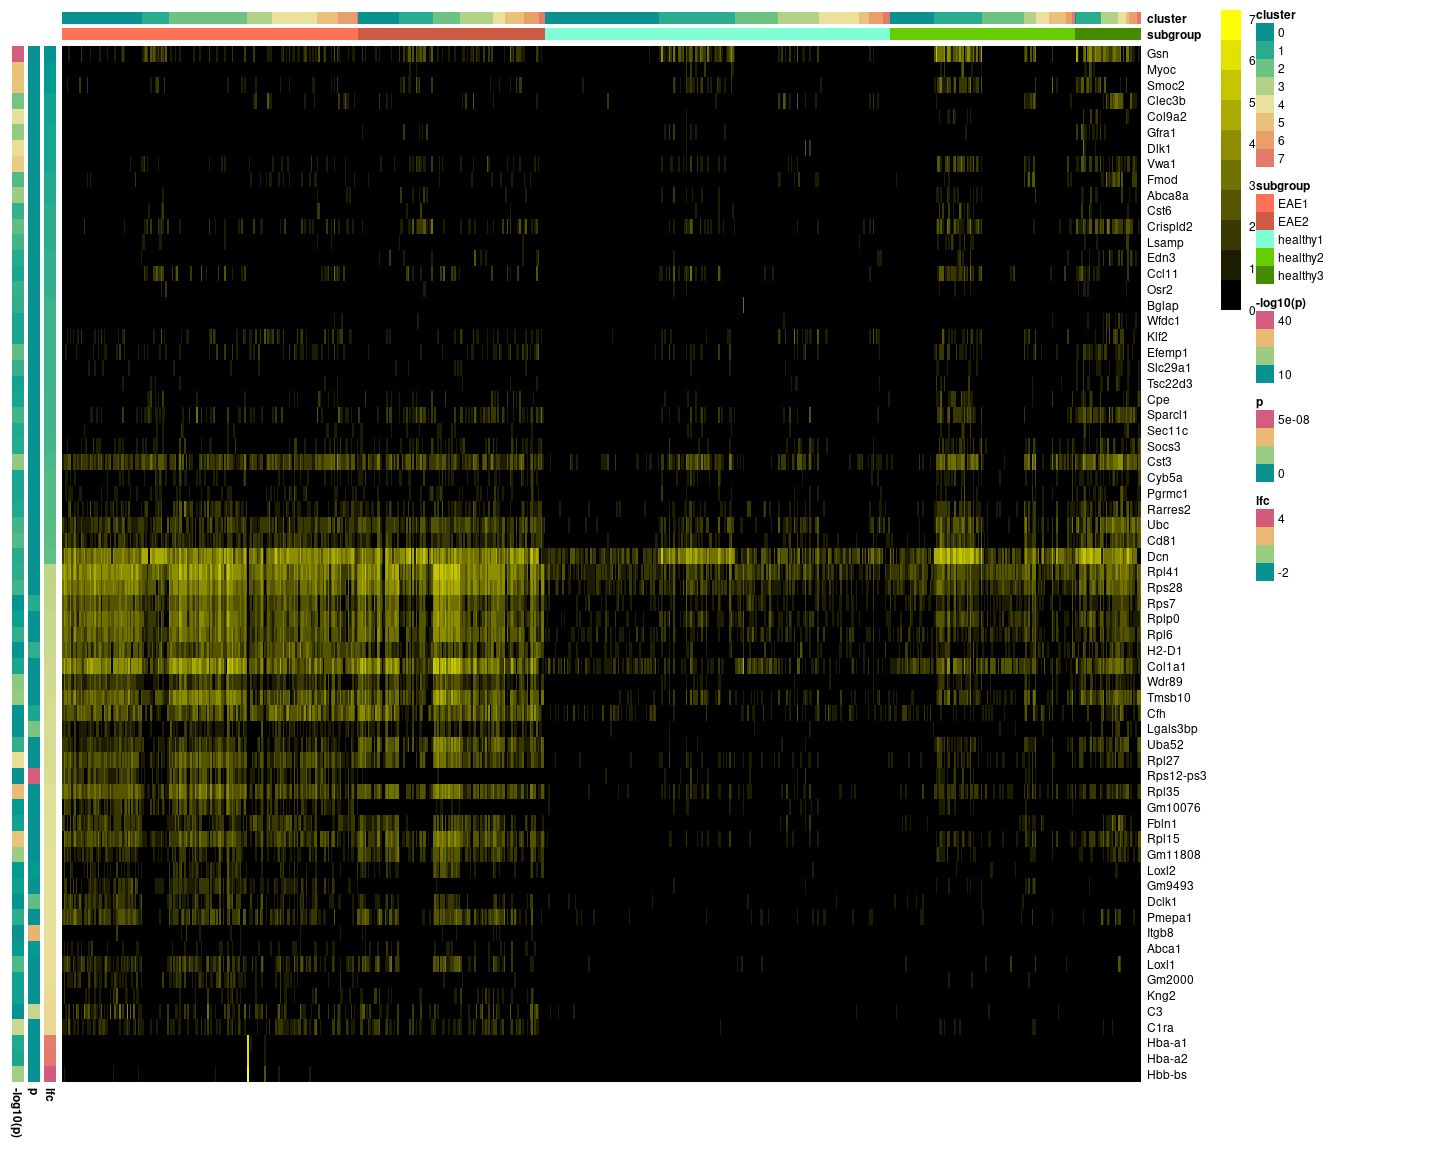 cluster
subgroup
Gsn
Myoc
Smoc2
Clec3b
Col9a2
Gfra1
Dlk1
Vwa1
Fmod
Abca8a
Cst6
Crispld2
Lsamp
Edn3
Ccl11
Osr2
Bglap
Wfdc1
Klf2
Efemp1
Slc29a1
Tsc22d3
Cpe
Sparcl1
Sec11c
Socs3
Cst3
Cyb5a
Pgrmc1
Rarres2
Ubc
Cd81
Dcn
Rpl41
Rps28
Rps7
Rplp0
Rpl6
H2-D1
Col1a1
Wdr89
Tmsb10
Cfh
Lgals3bp
Uba52
Rpl27
Rps12-ps3
Rpl35
Gm10076
Fbln1
Rpl15
Gm11808
Loxl2
Gm9493
Dclk1
Pmepa1
Itgb8
Abca1
Loxl1
Gm2000
Kng2
C3
C1ra
Hba-a1
Hba-a2
Hbb-bs
-log10(p)
p
lfc
7
6
5
4
3
2
1
0
cluster
0
1
2
3
4
5
6
7
subgroup
EAE1
EAE2
healthy1
healthy2
healthy3
-log10(p)
40
10
p
5e-08
0
lfc
4
-2